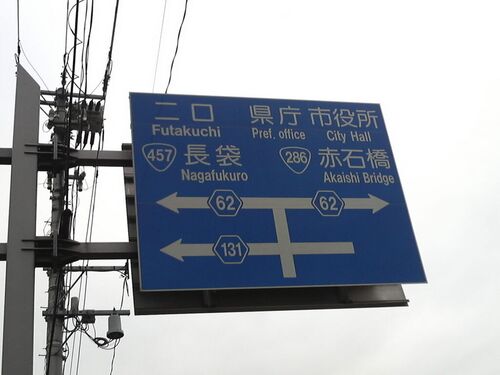 二口 県庁 市役所
Futakuchi Pref. office City Hall
457 長袋 286 赤石橋
Nagafukuro Akaishi Bridge
62 62
131